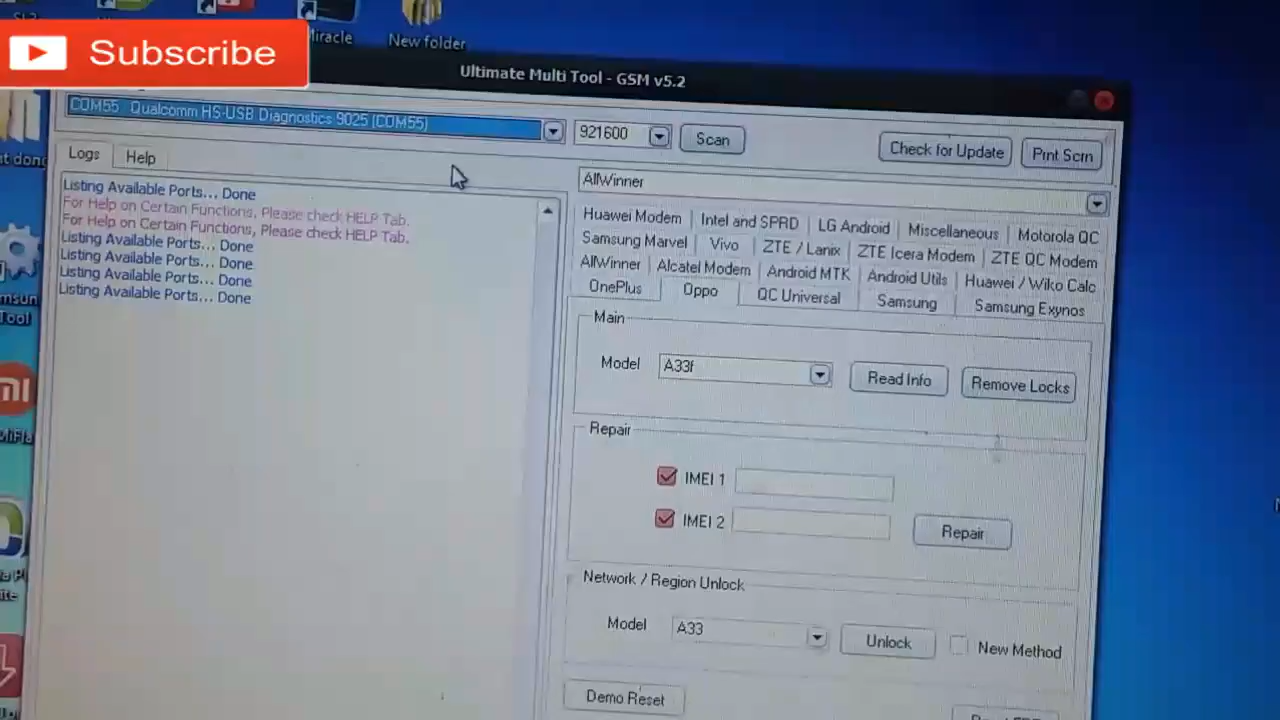 Miracle
New folder
Subscribe
Ultimate Multi Tool - GSM v5.2
COM55 Qualcomm HS-USB Diagnostics 9025 (COM55)
921600
Scan
Check for Update
Prnt Scrn
Logs
Help
Listing Available Ports... Done
For Help on Certain Functions, Please check HELP Tab.
For Help on Certain Functions, Please check HELP Tab.
Listing Available Ports... Done
Listing Available Ports... Done
Listing Available Ports... Done
Listing Available Ports... Done
AllWinner
Huawei Modem
Intel and SPRD
LG Android
Miscellaneous
Motorola QC
Samsung Marvel
Vivo
ZTE / Lanix
ZTE Icera Modem
ZTE QC Modem
AllWinner
Alcatel Modem
Android MTK
Android Utils
Huawei / Wiko Calc
OnePlus
Oppo
QC Universal
Samsung
Samsung Exynos
Main
Model
A33f
Read Info
Remove Locks
Repair
IMEI 1
IMEI 2
Repair
Network / Region Unlock
Model
A33
Unlock
New Method
Demo Reset
Tool